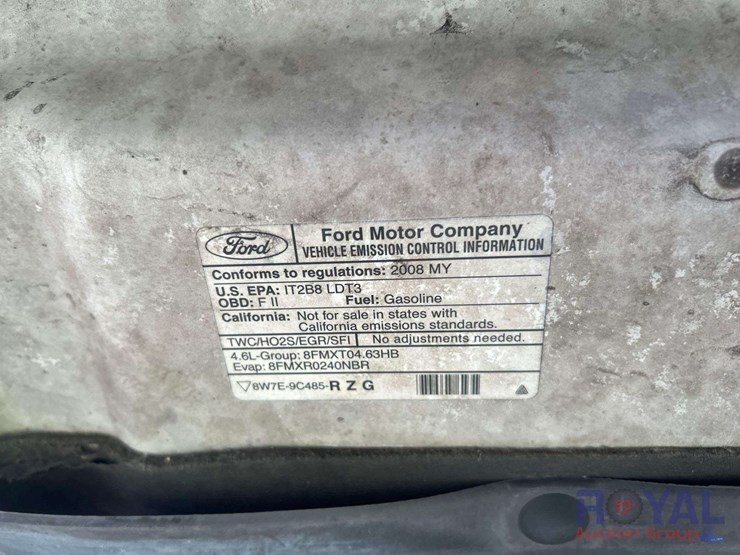 Ford
Ford Motor Company
VEHICLE EMISSION CONTROL INFORMATION
Conforms to regulations: 2008 MY
U.S. EPA: IT2B8 LDT3
OBD: F II Fuel: Gasoline
California: Not for sale in states with
California emissions standards.
TWC/HO2S/EGR/SFI No adjustments needed.
4.6L-Group: 8FMXT04.63HB
Evap: 8FMXR0240NBR
8W7E-9C485-R Z G
ROYAL
Auction Group